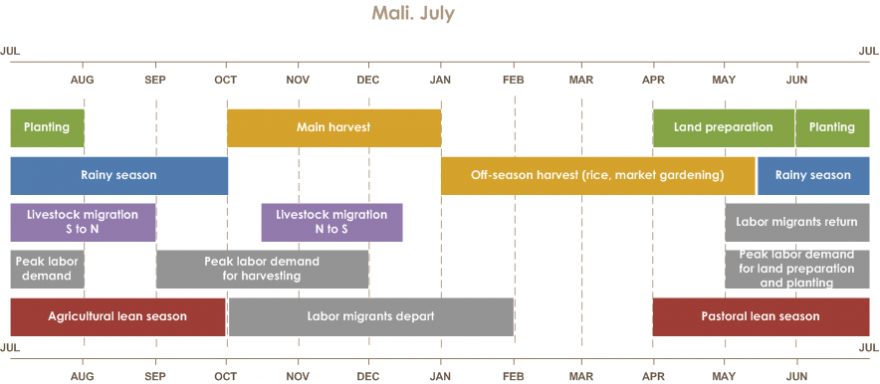 Mali. July
JUL JUL
AUG SEP OCT NOV DEC JAN FEB MAR APR MAY JUN
Planting Main harvest Land preparation Planting
Rainy season Off-season harvest (rice, market gardening) Rainy season
Livestock migration
S to N
Livestock migration
N to S
Labor migrants return
Peak labor
demand
Peak labor demand
for harvesting
Peak labor demand
for land preparation
and planting
Agricultural lean season Labor migrants depart Pastoral lean season
JUL JUL
AUG SEP OCT NOV DEC JAN FEB MAR APR MAY JUN